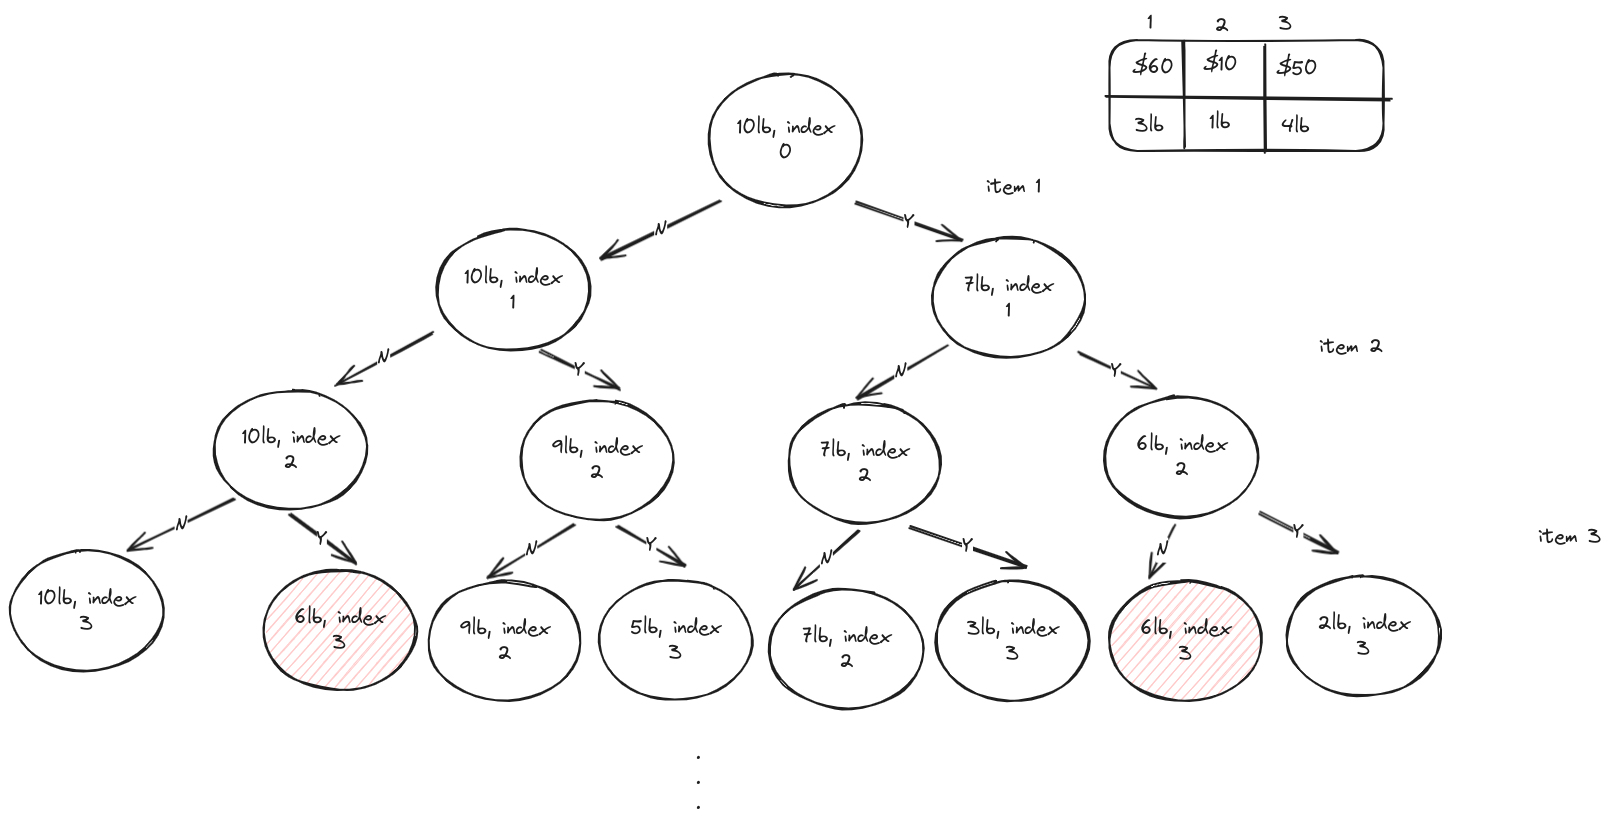 1 2 3
$60 $10 $50
3lb 1lb 4lb
10lb, index
0
item 1
N Y
10lb, index
1
7lb, index
1
item 2
N Y N Y
10lb, index
2
9lb, index
2
7lb, index
2
6lb, index
2
item 3
N Y N Y N Y N Y
10lb, index
3
6lb, index
3
9lb, index
2
5lb, index
3
7lb, index
2
3lb, index
3
6lb, index
3
2lb, index
3
.
.
.